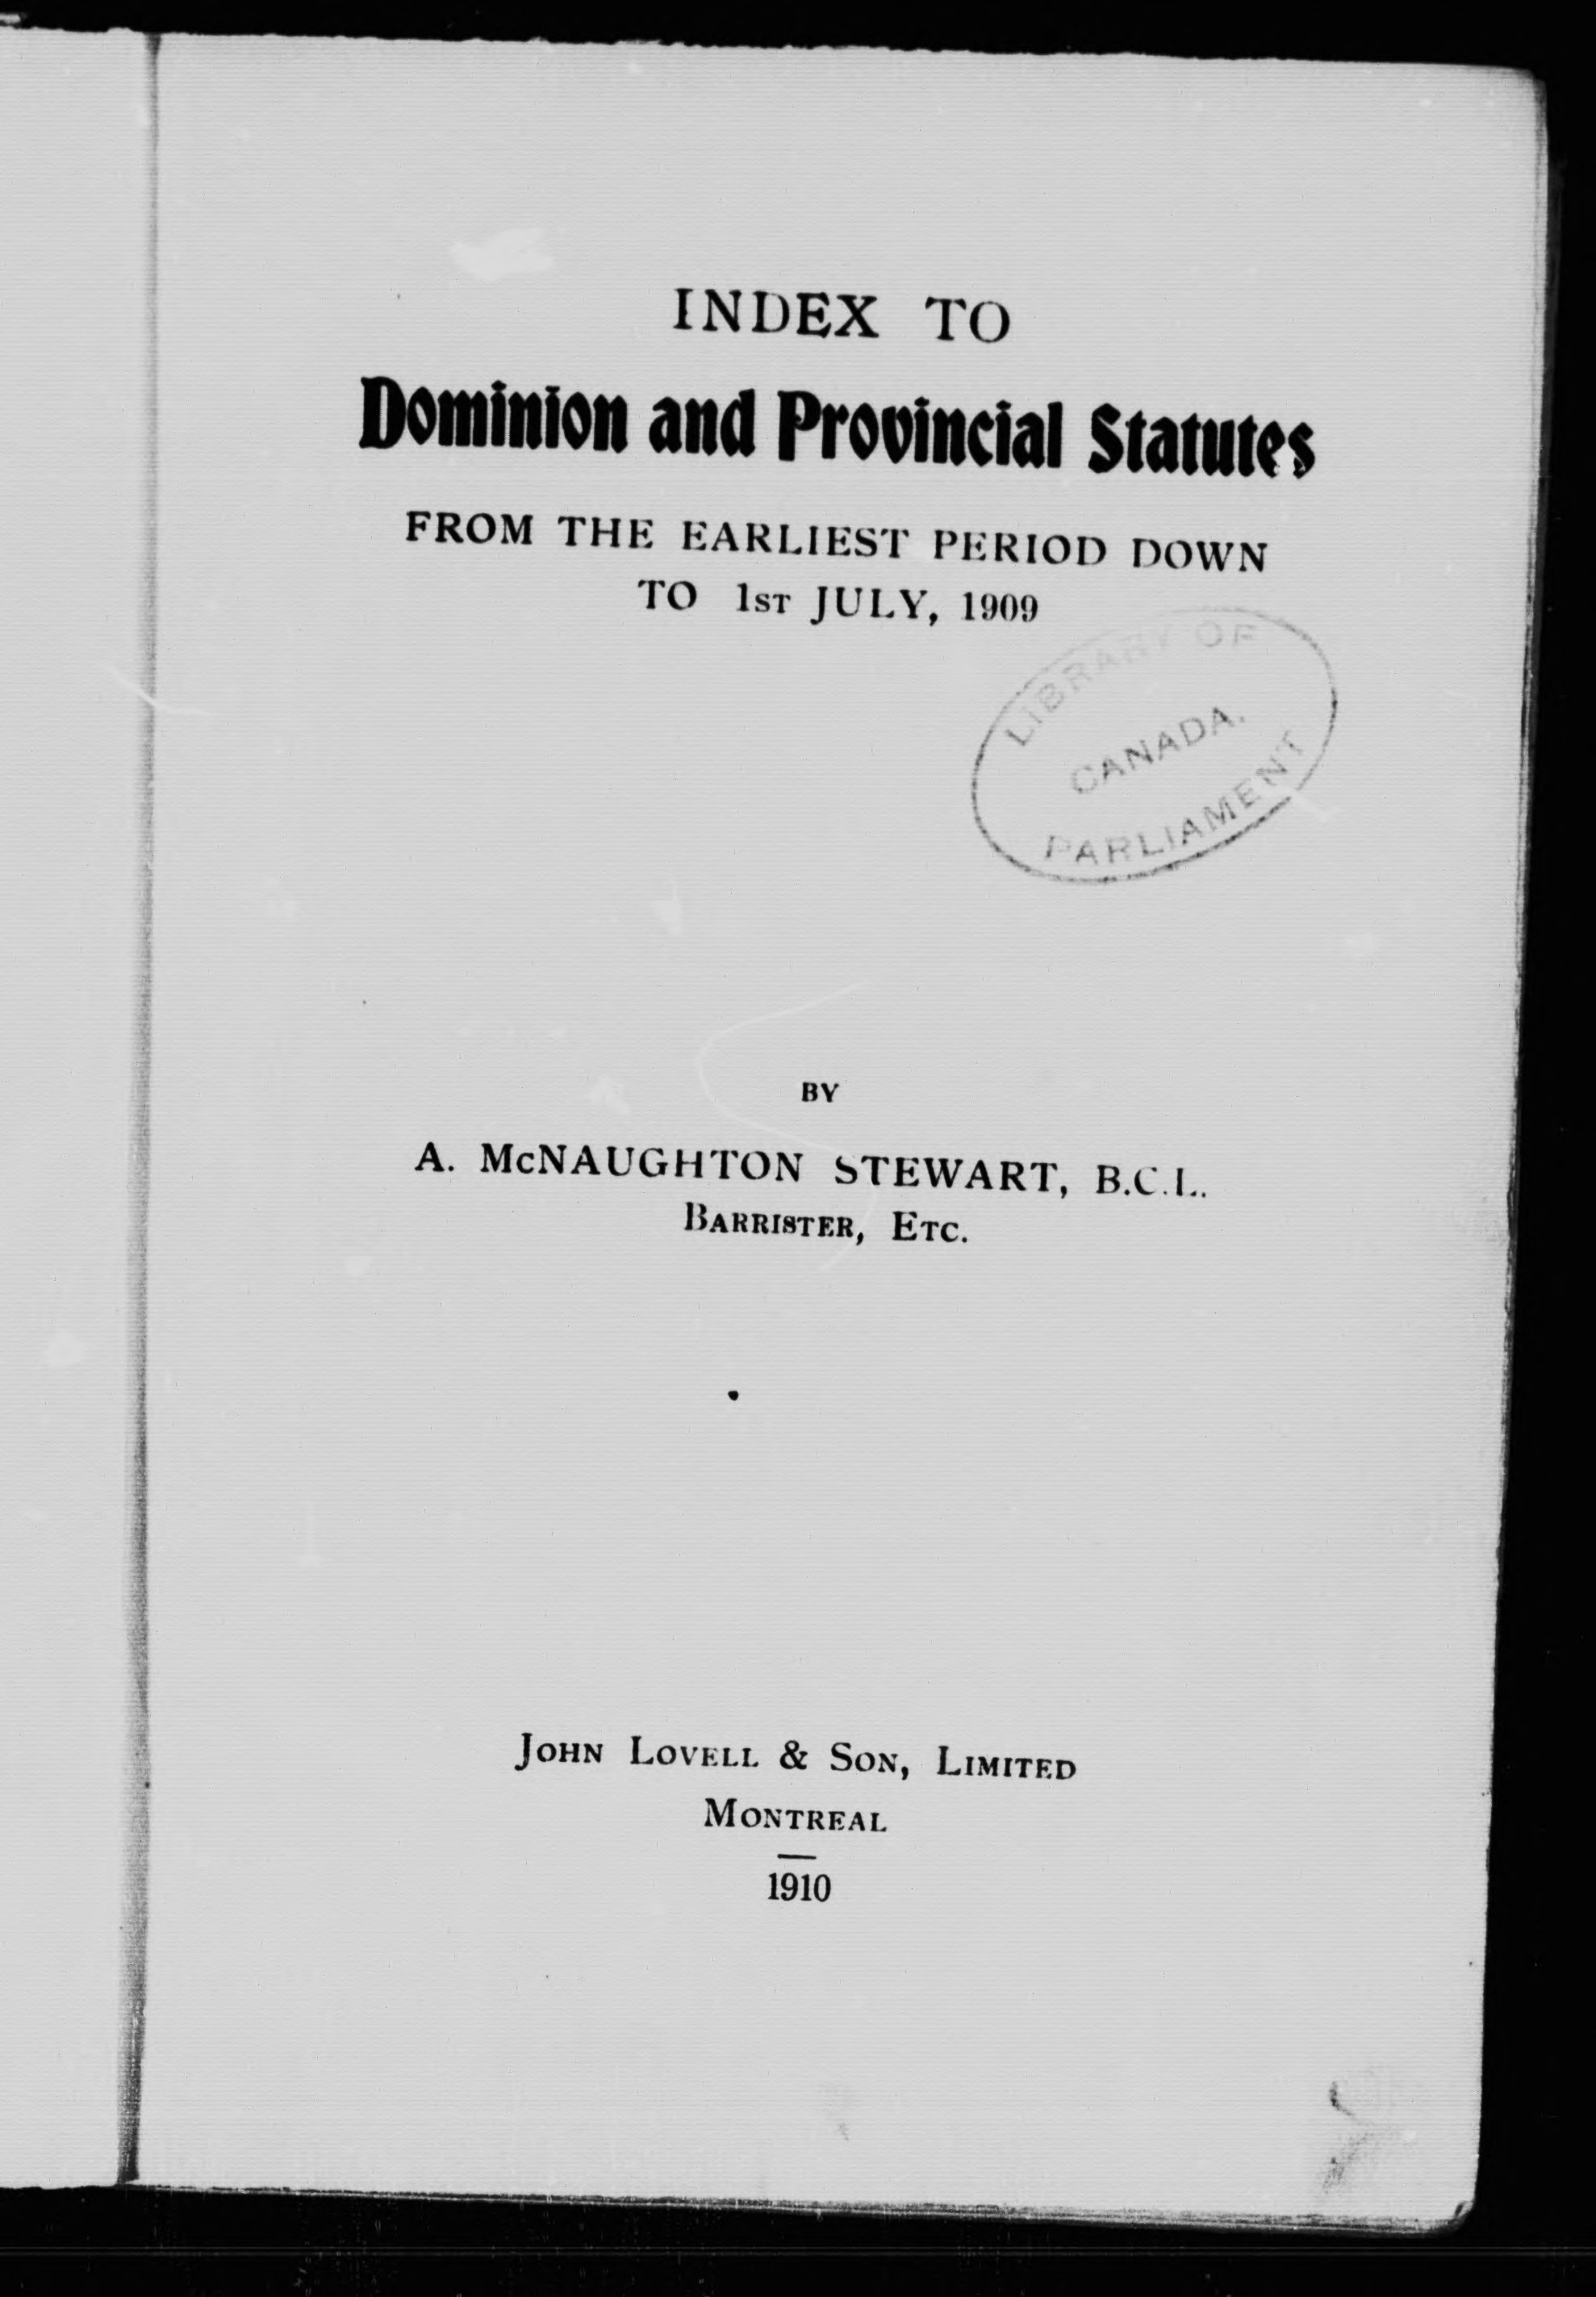 INDEX TO
Dominion and Provincial Statutes
FROM THE EARLIEST PERIOD DOWN
TO 1ST JULY, 1909
LIBRARY OF
CANADA.
PARLIAMENT
BY
A. McNAUGHTON STEWART, B.C.L.
BARRISTER, ETC.
JOHN LOVELL & SON, LIMITED
MONTREAL
1910